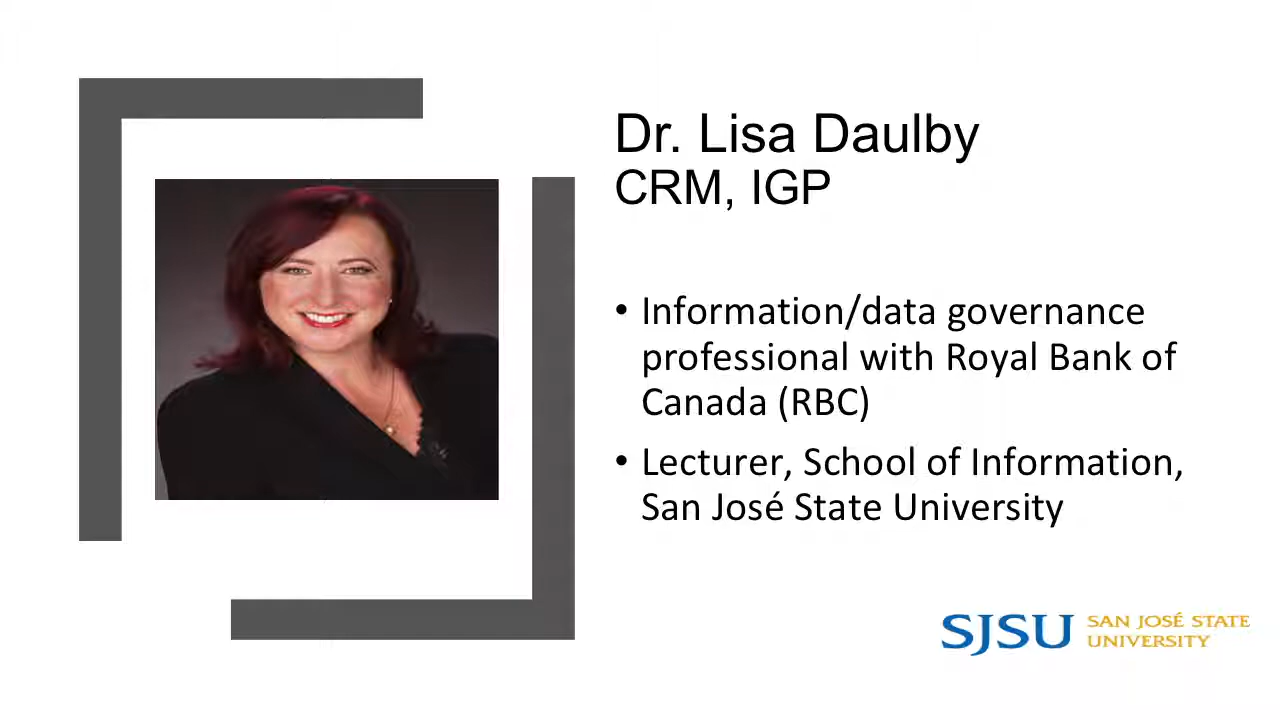 Dr. Lisa Daulby
CRM, IGP
• Information/data governance
professional with Royal Bank of
Canada (RBC)
• Lecturer, School of Information,
San José State University
SJSU SAN JOSÉ STATE
UNIVERSITY